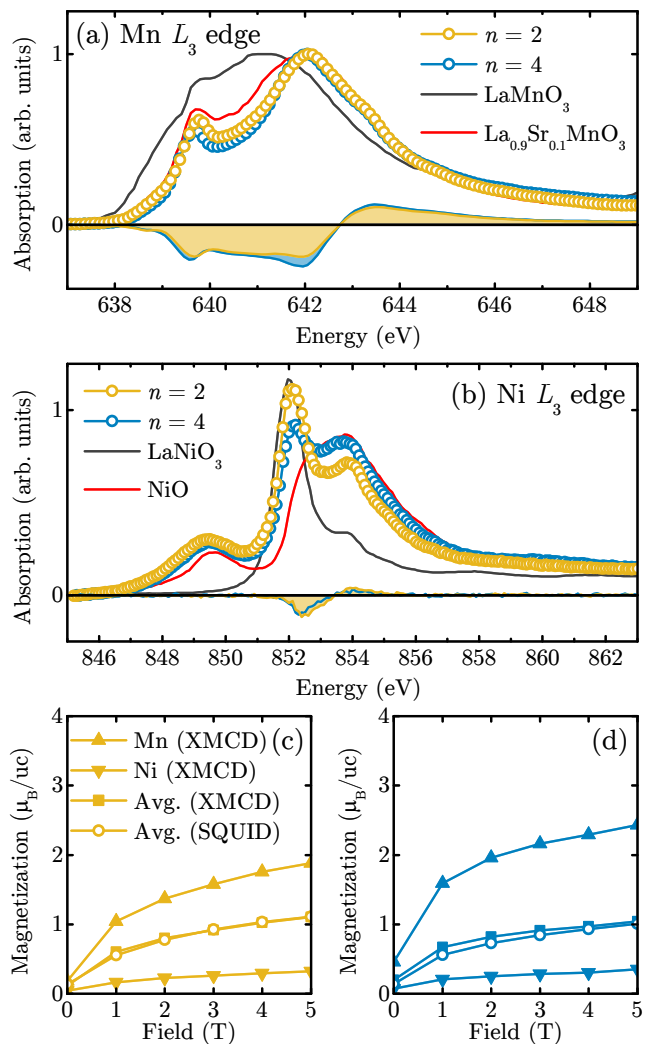 (a) Mn L₃ edge
n = 2
n = 4
LaMnO₃
La₀.₉Sr₀.₁MnO₃
Absorption (arb. units)
1
0
638 640 642 644 646 648
Energy (eV)
(b) Ni L₃ edge
n = 2
n = 4
LaNiO₃
NiO
Absorption (arb. units)
1
0
846 848 850 852 854 856 858 860 862
Energy (eV)
(c)
Mn (XMCD)
Ni (XMCD)
Avg. (XMCD)
Avg. (SQUID)
Magnetization (μ_B/uc)
4
3
2
1
0
0 1 2 3 4 5
Field (T)
(d)
Magnetization (μ_B/uc)
4
3
2
1
0
0 1 2 3 4 5
Field (T)